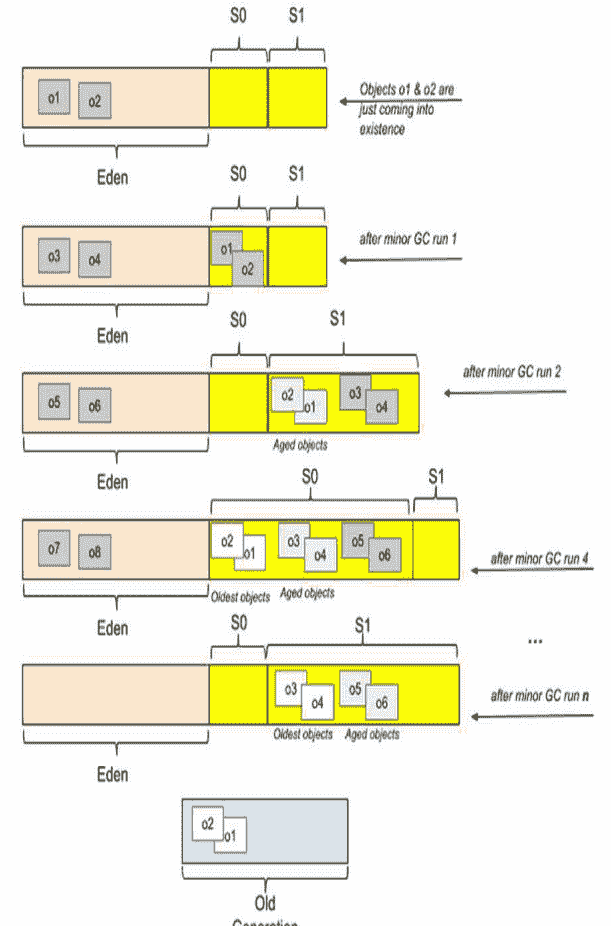 S0 S1
o1 o2
Objects o1 & o2 are
just coming into
existence
Eden
S0 S1
o3 o4 o1 o2
after minor GC run 1
Eden
S0 S1
o5 o6 o2 o1 o3 o4
after minor GC run 2
Aged objects
Eden
S0 S1
o7 o8 o2 o1 o3 o4 o5 o6
after minor GC run 4
Oldest objects Aged objects
Eden
S0 S1
...
o3 o4 o5 o6
after minor GC run n
Oldest objects Aged objects
Eden
o2 o1
Old
Generation